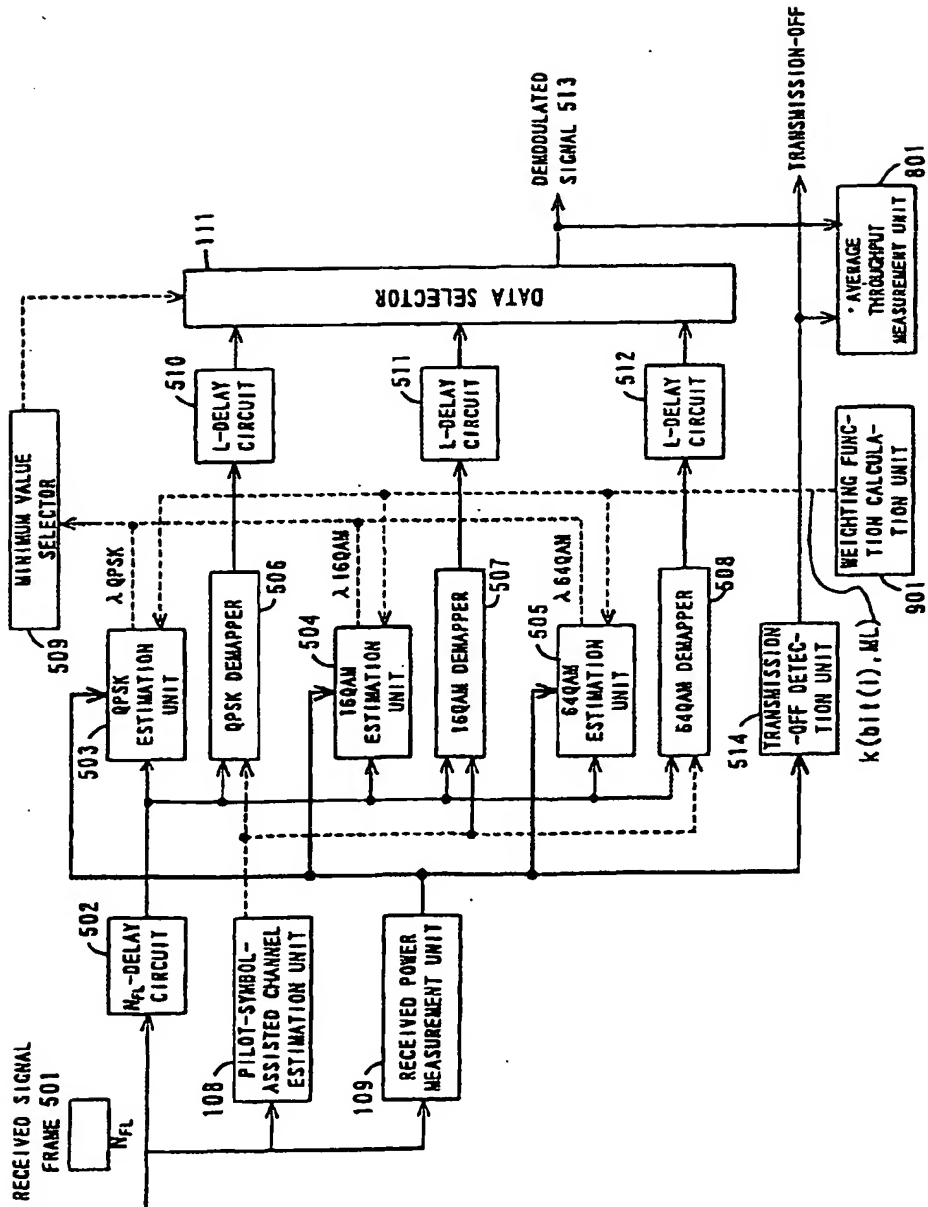 RECEIVED SIGNAL
FRAME 501
NFL
502
NFL-DELAY
CIRCUIT
108
PILOT-SYMBOL-
ASSISTED CHANNEL
ESTIMATION UNIT
109
RECEIVED POWER
MEASUREMENT UNIT
509
MINIMUM VALUE
SELECTOR
503
QPSK
ESTIMATION
UNIT
λ QPSK
506
QPSK DEMAPPER
504
16QAM
ESTIMATION
UNIT
λ 16QAM
507
16QAM DEMAPPER
505
64QAM
ESTIMATION
UNIT
λ 64QAM
508
64QAM DEMAPPER
514
TRANSMISSION
-OFF DETEC-
TION UNIT
k(bit(i),ML)
510
L-DELAY
CIRCUIT
511
L-DELAY
CIRCUIT
512
L-DELAY
CIRCUIT
111
DATA SELECTOR
DEMODULATED
SIGNAL 513
TRANSMISSION-OFF
901
WEIGHTING FUNC-
TION CALCULA-
TION UNIT
801
AVERAGE
THROUGHPUT
MEASUREMENT UNIT